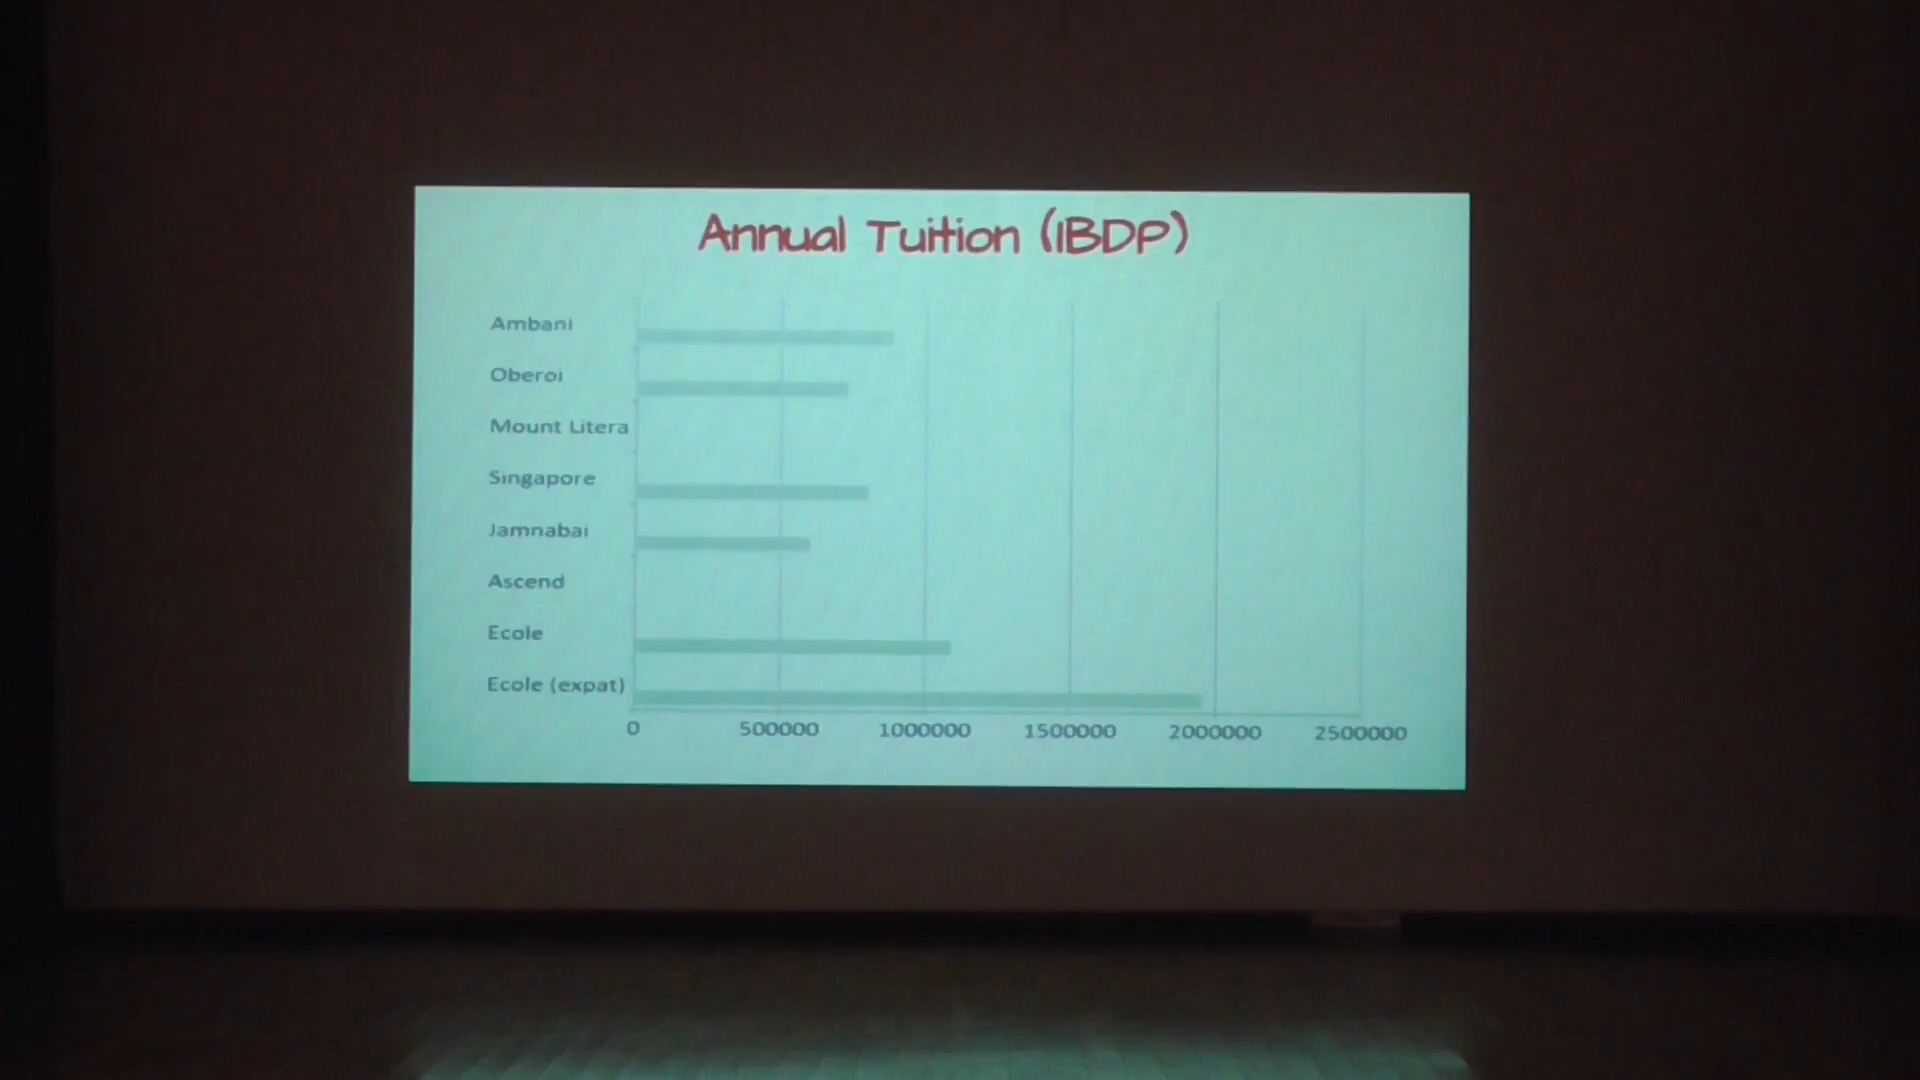 Annual Tuition (IBDP)
Ambani
Oberoi
Mount Litera
Singapore
Jamnabai
Ascend
Ecole
Ecole (expat)
0 500000 1000000 1500000 2000000 2500000